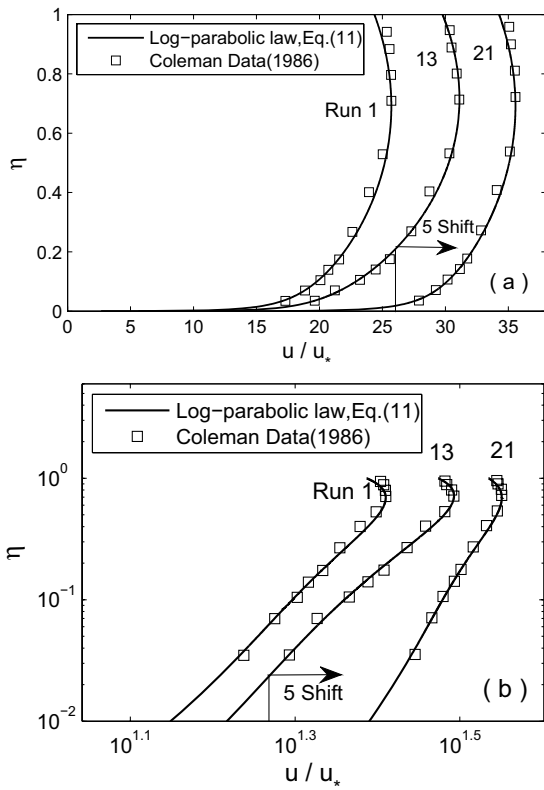 Log−parabolic law,Eq.(11)
Coleman Data(1986)
13
21
Run 1
5 Shift
( a )
1
0.8
0.6
0.4
0.2
0
η
0 5 10 15 20 25 30 35
u / u*
Log−parabolic law,Eq.(11)
Coleman Data(1986)
13
21
Run 1
5 Shift
( b )
10^0
10^−1
10^−2
η
10^1.1 10^1.3 10^1.5
u / u*